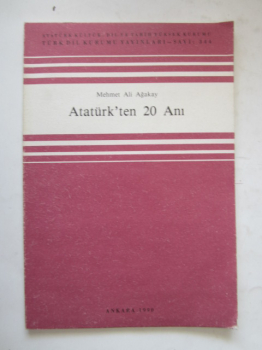 ATATÜRK KÜLTÜR, DİL VE TARİH YÜKSEK KURUMU
TÜRK DİL KURUMU YAYINLARI
Mehmet Ali Ağakay
Atatürk'ten 20 Anı
ANKARA